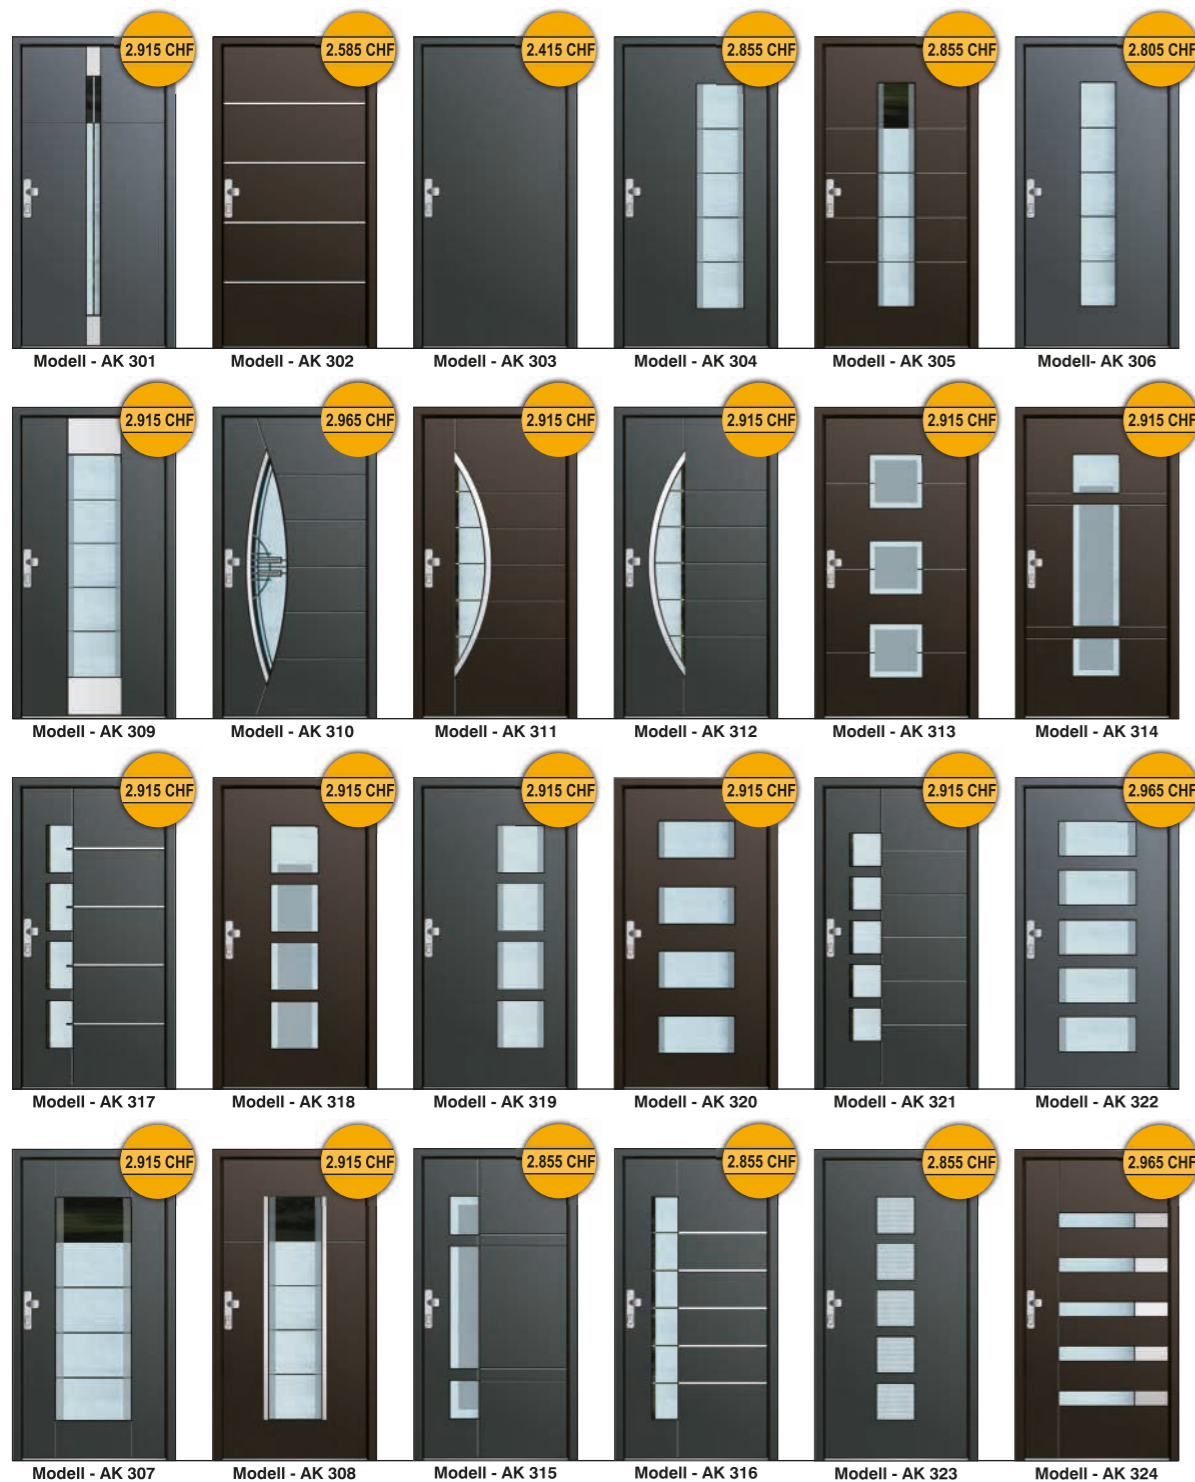 2.915 CHF 2.585 CHF 2.415 CHF 2.855 CHF 2.855 CHF 2.805 CHF
Modell - AK 301 Modell - AK 302 Modell - AK 303 Modell - AK 304 Modell - AK 305 Modell- AK 306
2.915 CHF 2.965 CHF 2.915 CHF 2.915 CHF 2.915 CHF 2.915 CHF
Modell - AK 309 Modell - AK 310 Modell - AK 311 Modell - AK 312 Modell - AK 313 Modell - AK 314
2.915 CHF 2.915 CHF 2.915 CHF 2.915 CHF 2.915 CHF 2.965 CHF
Modell - AK 317 Modell - AK 318 Modell - AK 319 Modell - AK 320 Modell - AK 321 Modell - AK 322
2.915 CHF 2.915 CHF 2.855 CHF 2.855 CHF 2.855 CHF 2.965 CHF
Modell - AK 307 Modell - AK 308 Modell - AK 315 Modell - AK 316 Modell - AK 323 Modell - AK 324